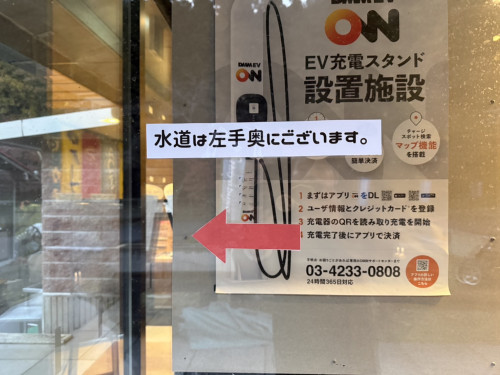 DMM EV
ON
EV充電スタンド
設置施設
DMM EV
ON
水道は左手奥にございます。
簡単決済
チャージ
スポット検索
マップ機能
を搭載
1 まずはアプリ を DL
2 ユーザ情報とクレジットカード を登録
3 充電器のQRを読み取り充電を開始
4 充電完了後にアプリで決済
ON
03-4233-0808
24時間365日対応
こちら